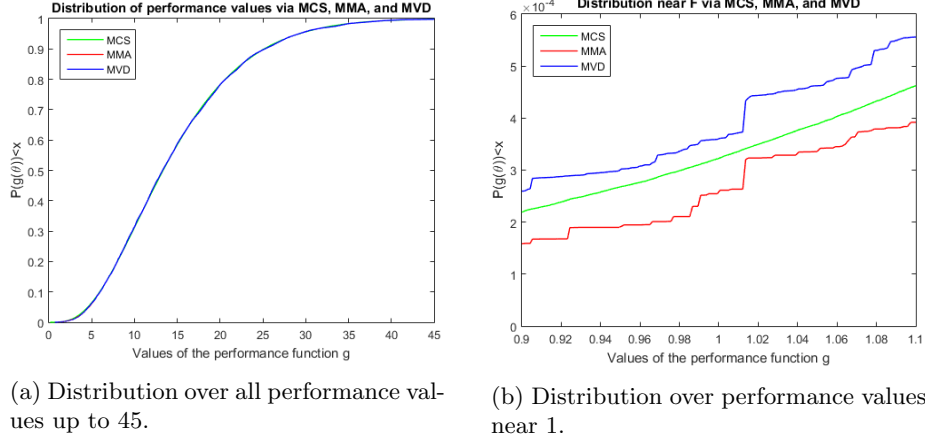 Distribution of performance values via MCS, MMA, and MVD
MCS
MMA
MVD
P(g(θ))<x
1
0.9
0.8
0.7
0.6
0.5
0.4
0.3
0.2
0.1
0
0 5 10 15 20 25 30 35 40 45
Values of the performance function g
(a) Distribution over all performance val-
ues up to 45.
×10⁻⁴
Distribution near F via MCS, MMA, and MVD
MCS
MMA
MVD
P(g(θ))<x
6
5
4
3
2
1
0
0.9 0.92 0.94 0.96 0.98 1 1.02 1.04 1.06 1.08 1.1
Values of the performance function g
(b) Distribution over performance values
near 1.